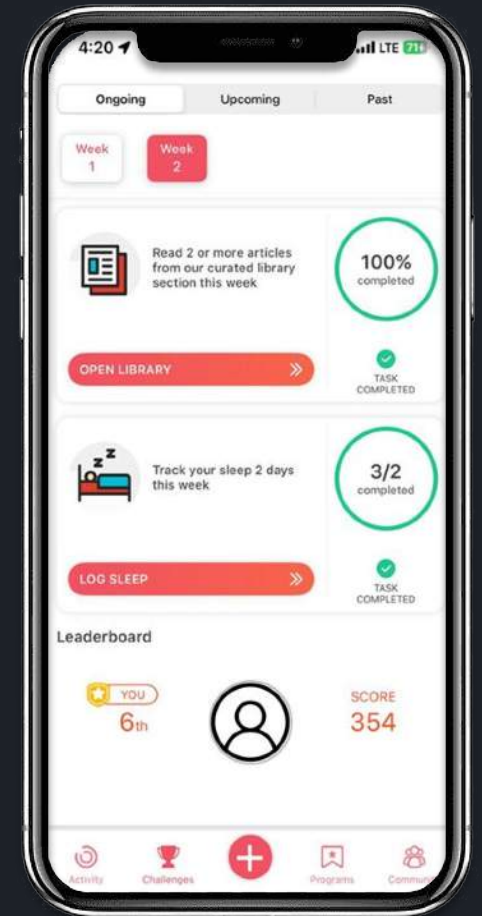 4:20
LTE 71
Ongoing Upcoming Past
Week
1
Week
2
Read 2 or more articles
from our curated library
section this week
100%
completed
OPEN LIBRARY
TASK
COMPLETED
z z
Track your sleep 2 days
this week
3/2
completed
LOG SLEEP
TASK
COMPLETED
Leaderboard
YOU
6th
SCORE
354
Activity Challenges Programs Commun